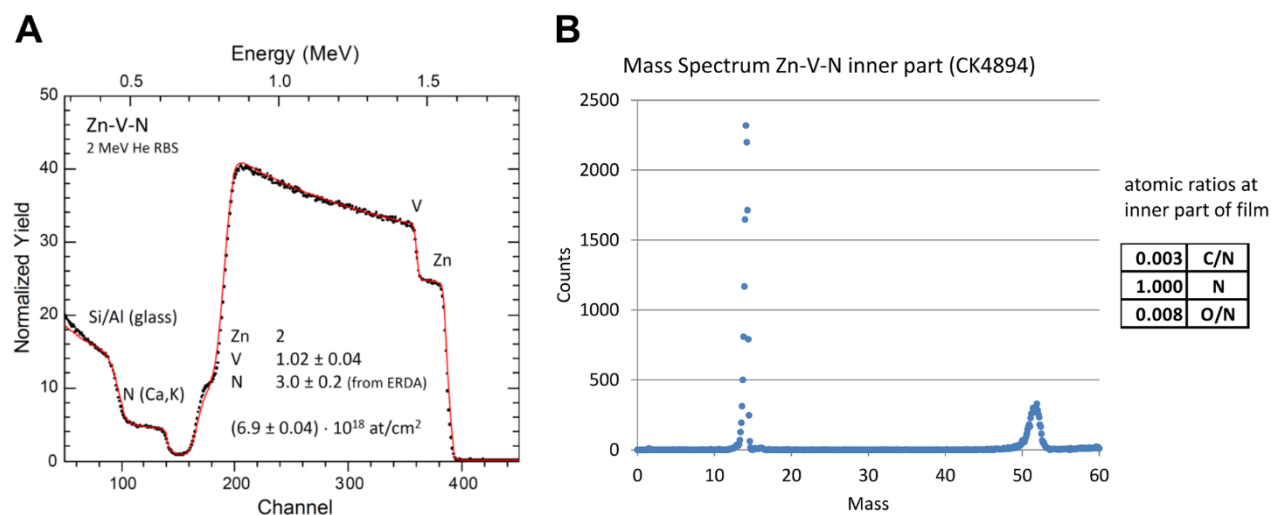 A
Energy (MeV)
0.5 1.0 1.5
50
40
30
20
10
0
Normalized Yield
Zn-V-N
2 MeV He RBS
V
Zn
Si/Al (glass)
N (Ca,K)
Zn 2
V 1.02 ± 0.04
N 3.0 ± 0.2 (from ERDA)
(6.9 ± 0.04) · 10¹⁸ at/cm²
100 200 300 400
Channel
B
Mass Spectrum Zn-V-N inner part (CK4894)
2500
2000
1500
1000
500
0
Counts
0 10 20 30 40 50 60
Mass
atomic ratios at
inner part of film
0.003 C/N
1.000 N
0.008 O/N